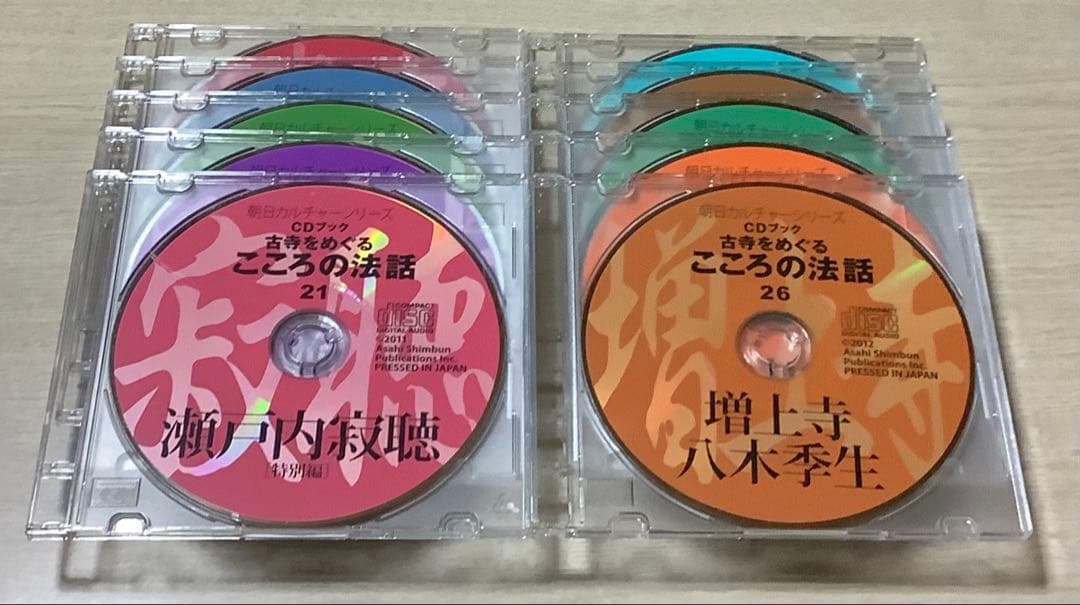 朝日カルチャーシリーズ
CDブック
古寺をめぐる
こころの法話
21
COMPACT
disc
DIGITAL AUDIO
©2011
Asahi Shimbun
Publications Inc.
PRESSED IN JAPAN
寂聴
瀬戸内寂聴
[特別編]
朝日カルチャーシリーズ
CDブック
古寺をめぐる
こころの法話
26
COMPACT
disc
DIGITAL AUDIO
©2012
Asahi Shimbun
Publications Inc.
PRESSED IN JAPAN
増上寺
増上寺
八木季生